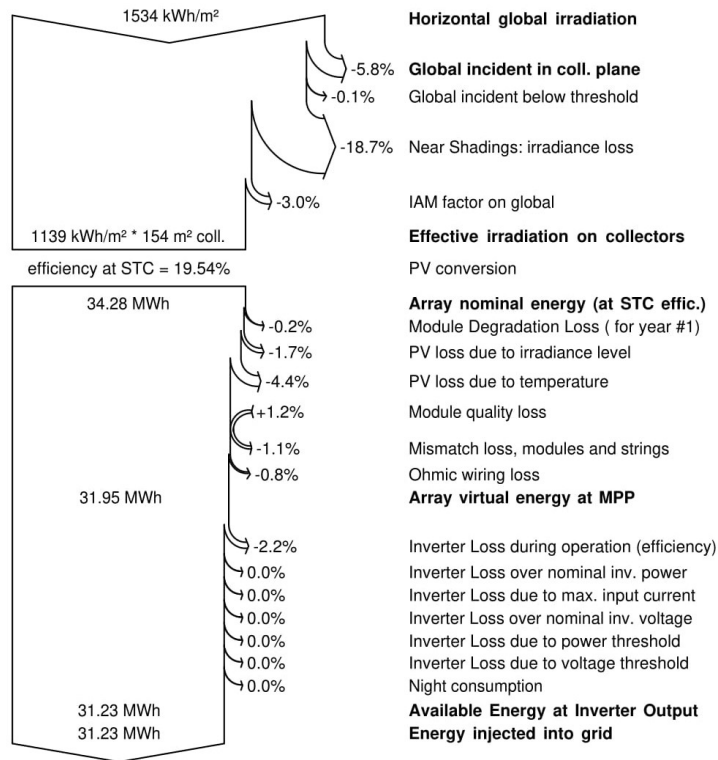 1534 kWh/m² Horizontal global irradiation
-5.8% Global incident in coll. plane
-0.1% Global incident below threshold
-18.7% Near Shadings: irradiance loss
-3.0% IAM factor on global
1139 kWh/m² * 154 m² coll. Effective irradiation on collectors
efficiency at STC = 19.54% PV conversion
34.28 MWh Array nominal energy (at STC effic.)
-0.2% Module Degradation Loss ( for year #1)
-1.7% PV loss due to irradiance level
-4.4% PV loss due to temperature
+1.2% Module quality loss
-1.1% Mismatch loss, modules and strings
-0.8% Ohmic wiring loss
31.95 MWh Array virtual energy at MPP
-2.2% Inverter Loss during operation (efficiency)
0.0% Inverter Loss over nominal inv. power
0.0% Inverter Loss due to max. input current
0.0% Inverter Loss over nominal inv. voltage
0.0% Inverter Loss due to power threshold
0.0% Inverter Loss due to voltage threshold
0.0% Night consumption
31.23 MWh Available Energy at Inverter Output
31.23 MWh Energy injected into grid